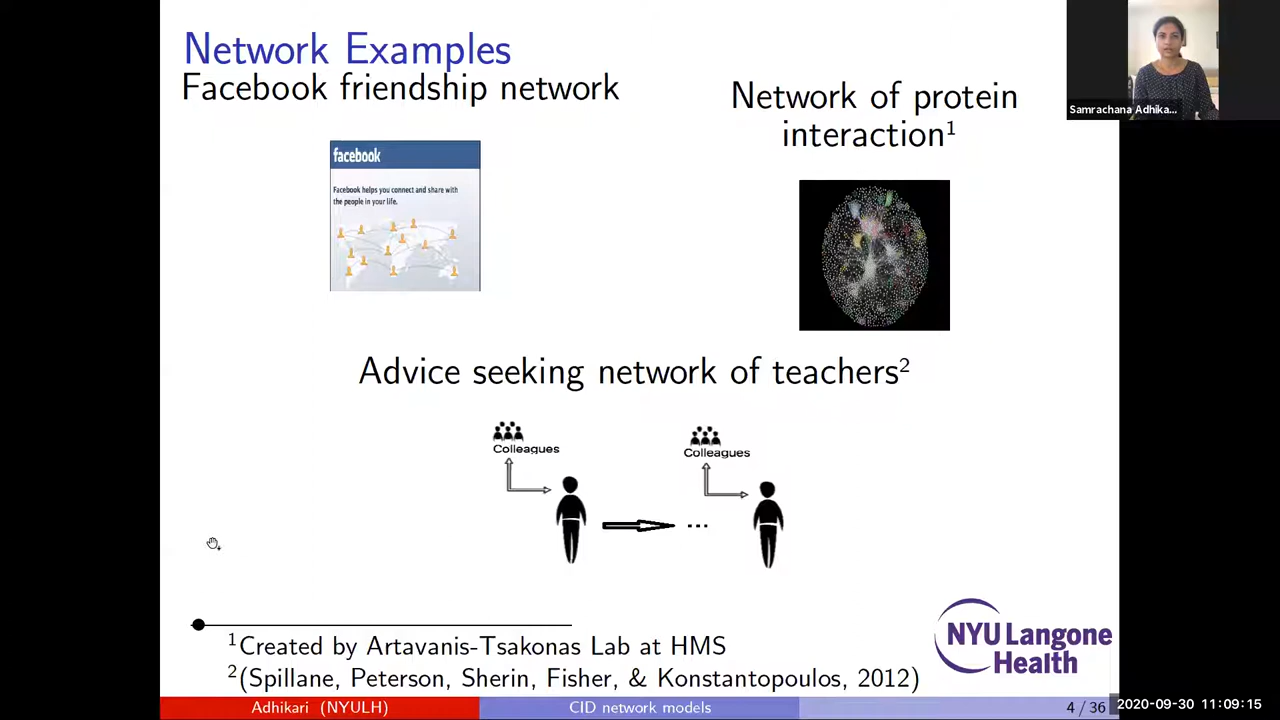 Network Examples
Facebook friendship network
Network of protein
interaction¹
Samrachana Adhika...
facebook
Facebook helps you connect and share with
the people in your life.
Advice seeking network of teachers²
Colleagues
Colleagues
...
¹Created by Artavanis-Tsakonas Lab at HMS
²(Spillane, Peterson, Sherin, Fisher, & Konstantopoulos, 2012)
NYU Langone
Health
Adhikari (NYULH)
CID network models
4 / 36
2020-09-30 11:09:15